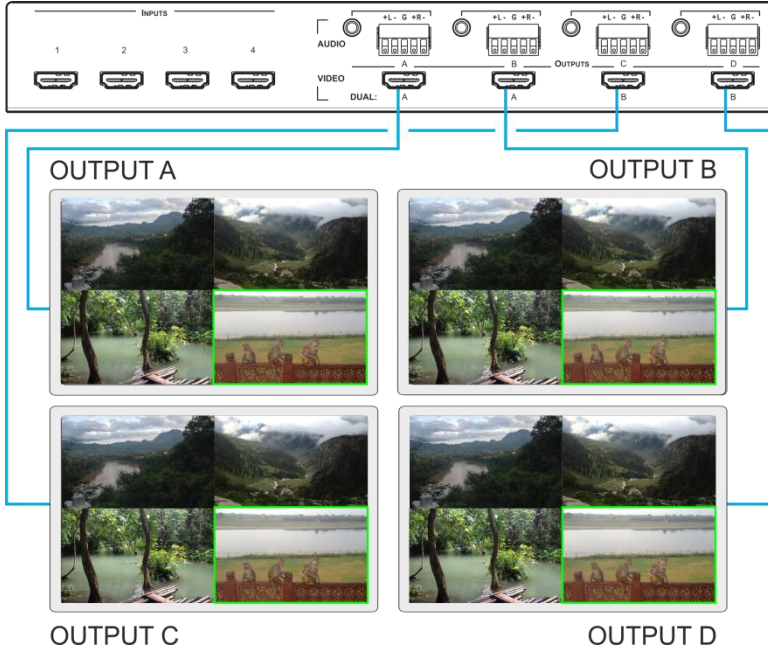 INPUTS
1 2 3 4
AUDIO
+L- G +R- +L- G +R- +L- G +R- +L- G +R-
A B OUTPUTS C D
VIDEO
DUAL: A A B B
OUTPUT A OUTPUT B
OUTPUT C OUTPUT D